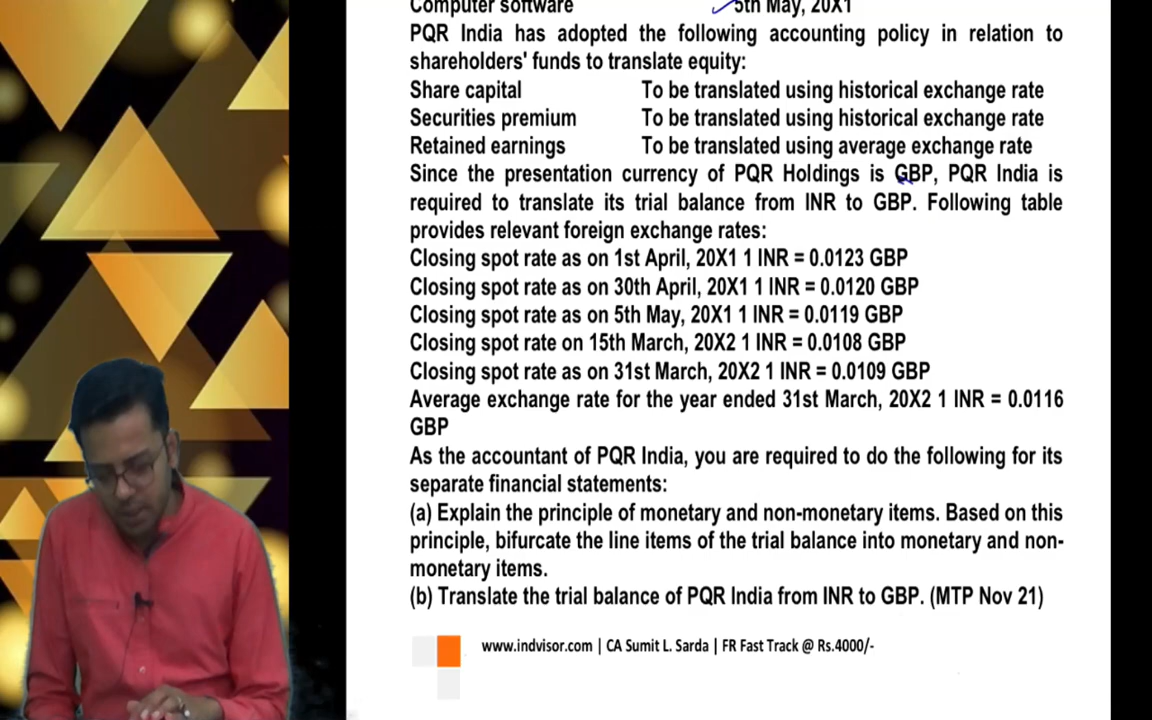 Computer software 5th May, 20X1
PQR India has adopted the following accounting policy in relation to
shareholders' funds to translate equity:
Share capital To be translated using historical exchange rate
Securities premium To be translated using historical exchange rate
Retained earnings To be translated using average exchange rate
Since the presentation currency of PQR Holdings is GBP, PQR India is
required to translate its trial balance from INR to GBP. Following table
provides relevant foreign exchange rates:
Closing spot rate as on 1st April, 20X1 1 INR = 0.0123 GBP
Closing spot rate as on 30th April, 20X1 1 INR = 0.0120 GBP
Closing spot rate as on 5th May, 20X1 1 INR = 0.0119 GBP
Closing spot rate on 15th March, 20X2 1 INR = 0.0108 GBP
Closing spot rate as on 31st March, 20X2 1 INR = 0.0109 GBP
Average exchange rate for the year ended 31st March, 20X2 1 INR = 0.0116
GBP
As the accountant of PQR India, you are required to do the following for its
separate financial statements:
(a) Explain the principle of monetary and non-monetary items. Based on this
principle, bifurcate the line items of the trial balance into monetary and non-
monetary items.
(b) Translate the trial balance of PQR India from INR to GBP. (MTP Nov 21)
www.indvisor.com | CA Sumit L. Sarda | FR Fast Track @ Rs.4000/-